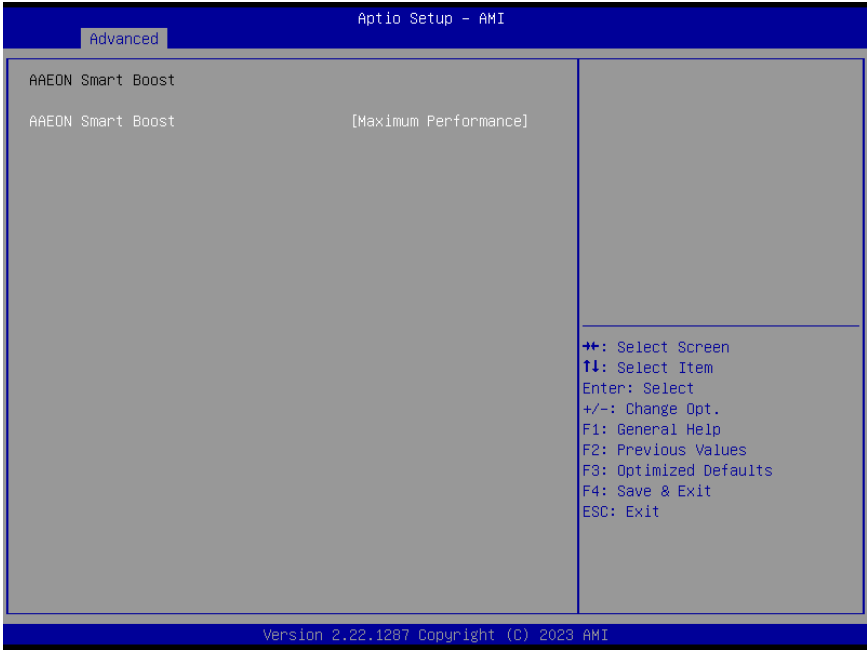 Aptio Setup – AMI
Advanced
AAEON Smart Boost
AAEON Smart Boost [Maximum Performance]
→←: Select Screen
↑↓: Select Item
Enter: Select
+/-: Change Opt.
F1: General Help
F2: Previous Values
F3: Optimized Defaults
F4: Save & Exit
ESC: Exit
Version 2.22.1287 Copyright (C) 2023 AMI